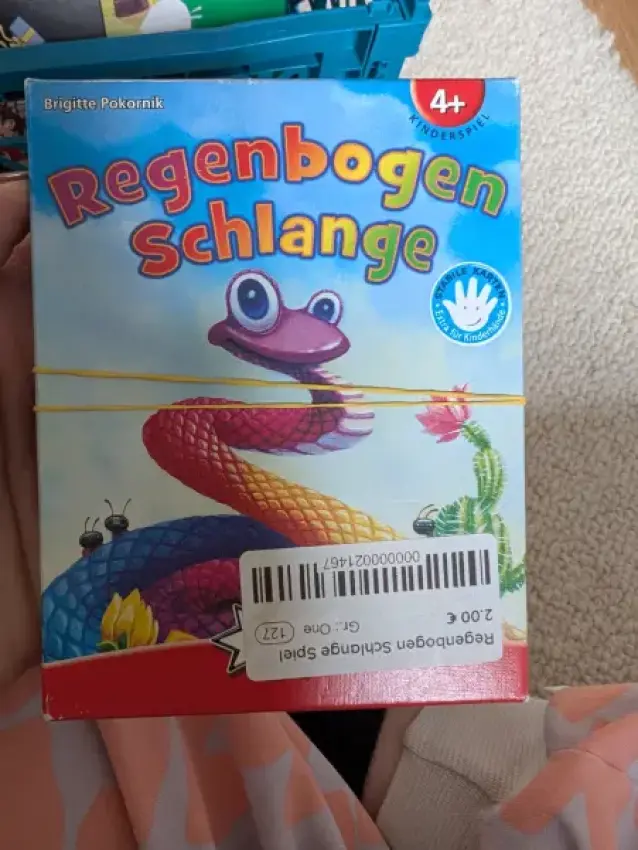 Brigitte Pokornik
4+
KINDERSPIEL
Regenbogen
Schlange
STABILE KARTEN
Extra für Kinderhände
Regenbogen Schlange Spiel
2.00 €
Gr.: One
127
000000021467